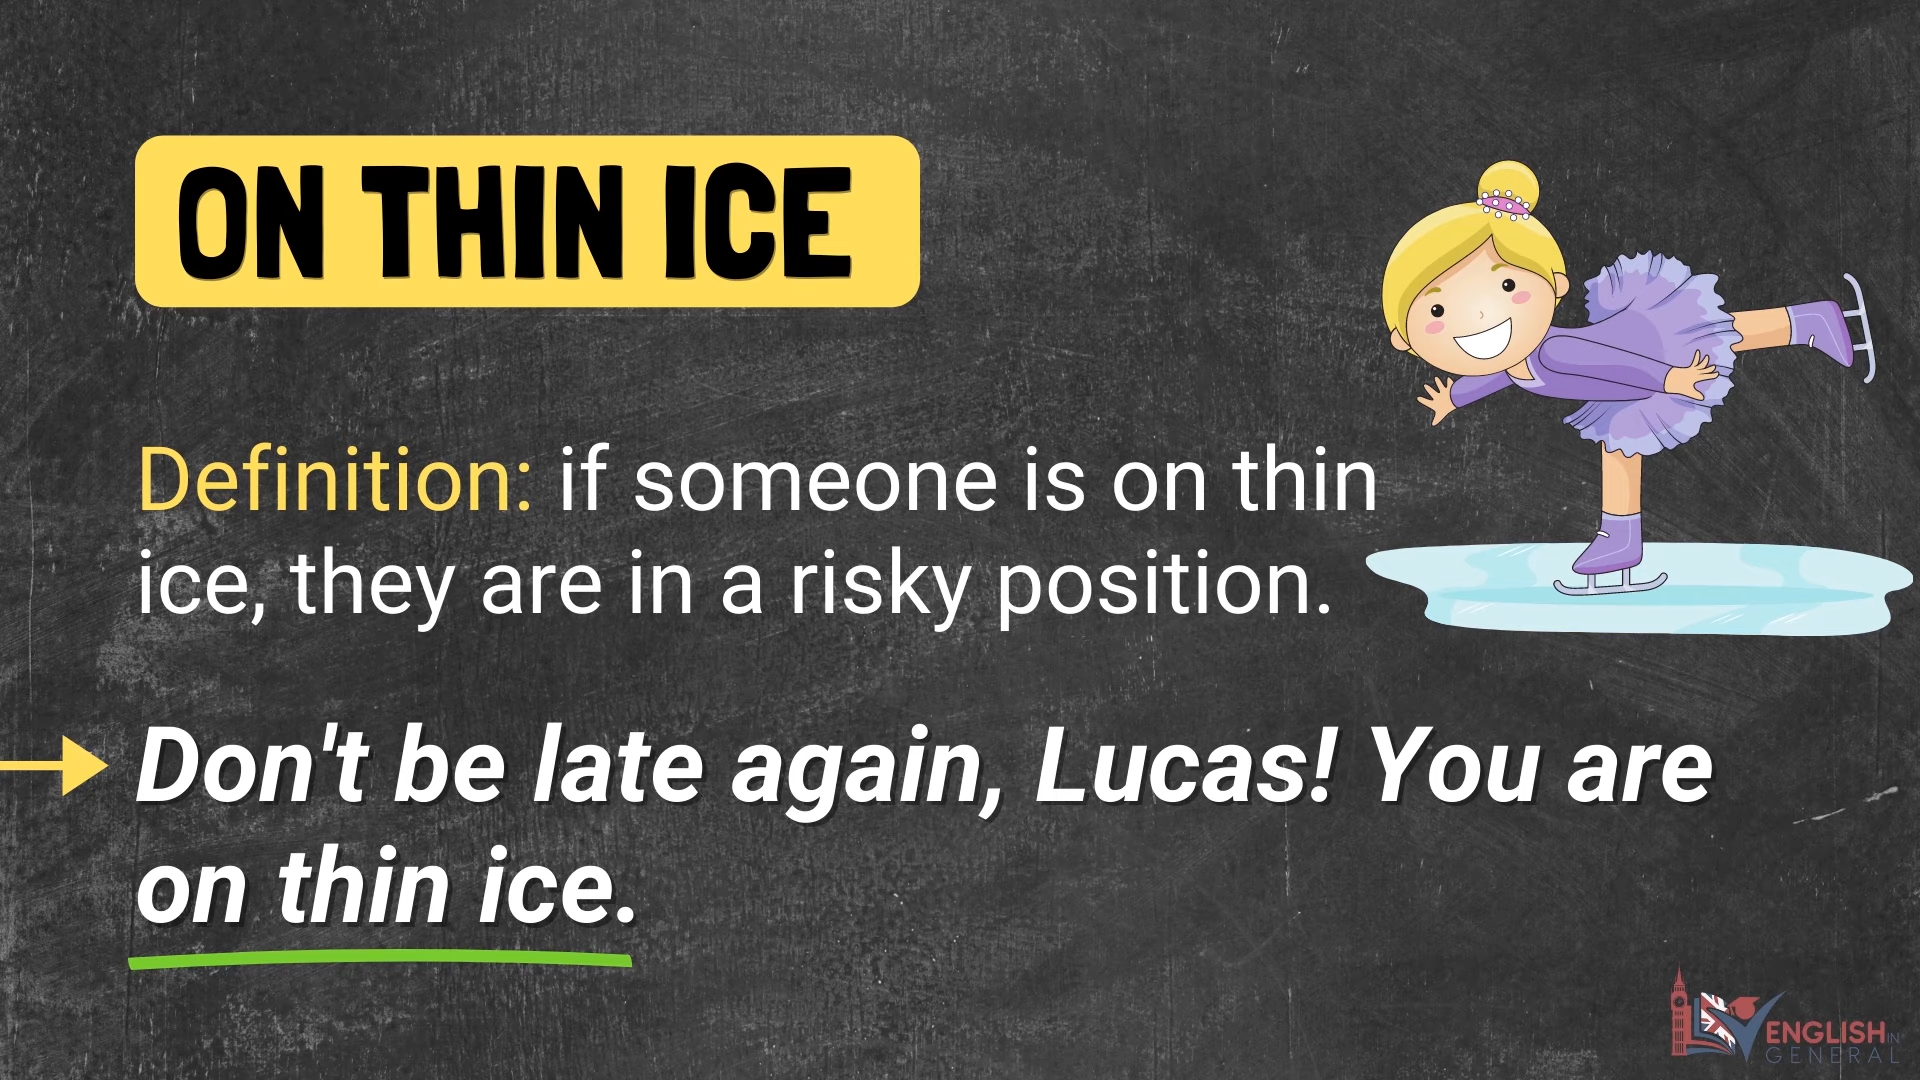 ON THIN ICE
Definition: if someone is on thin
ice, they are in a risky position.
Don't be late again, Lucas! You are
on thin ice.
ENGLISH IN
GENERAL